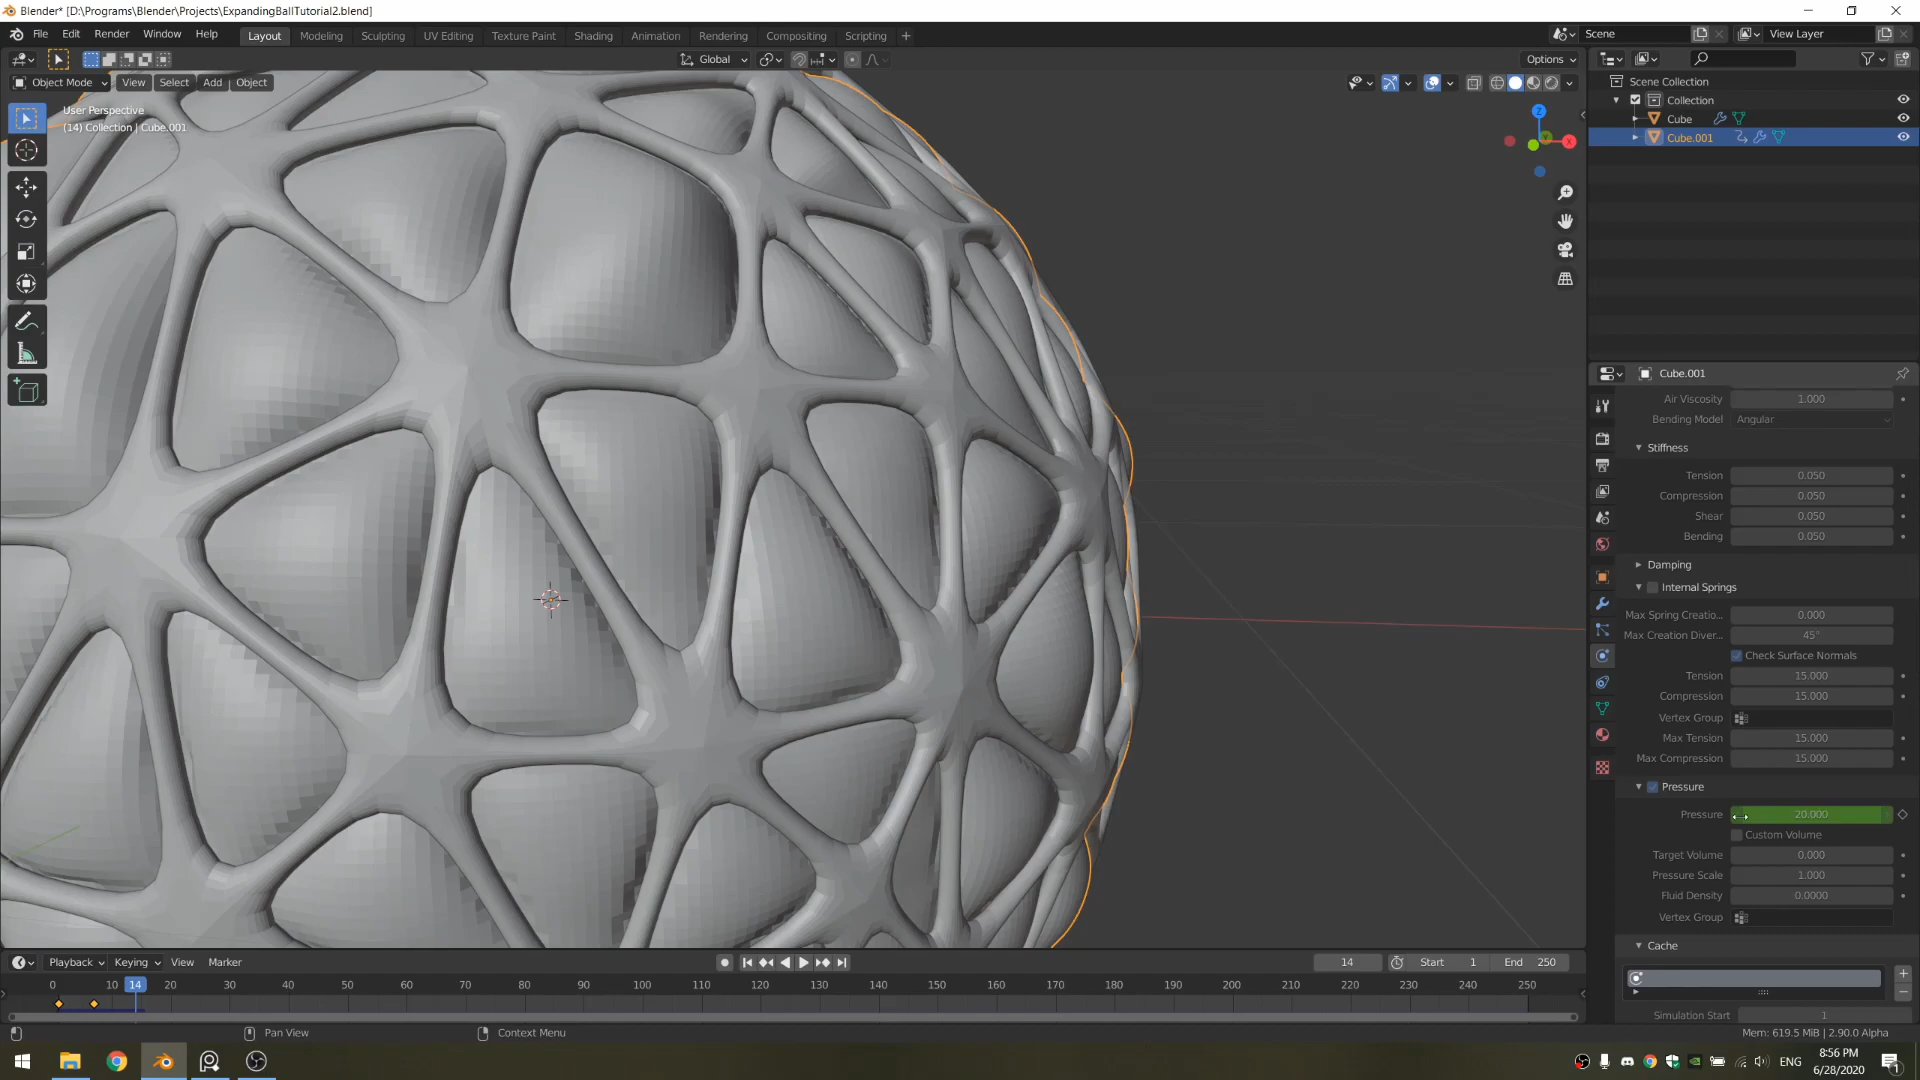 Blender* [D:\Programs\Blender\Projects\ExpandingBallTutorial2.blend]
File Edit Render Window Help Layout Modeling Sculpting UV Editing Texture Paint Shading Animation Rendering Compositing Scripting + Scene View Layer
Global Options
Object Mode View Select Add Object
User Perspective
(14) Collection | Cube.001
Z
Y
X
Scene Collection
Collection
Cube
Cube.001
Cube.001
Air Viscosity 1.000
Bending Model Angular
Stiffness
Tension 0.050
Compression 0.050
Shear 0.050
Bending 0.050
Damping
Internal Springs
Max Spring Creatio... 0.000
Max Creation Diver... 45°
Check Surface Normals
Tension 15.000
Compression 15.000
Vertex Group
Max Tension 15.000
Max Compression 15.000
Pressure
Pressure 20.000
Custom Volume
Target Volume 0.000
Pressure Scale 1.000
Fluid Density 0.0000
Vertex Group
Cache
Simulation Start 1
Playback Keying View Marker 14 Start 1 End 250
0 10 14 20 30 40 50 60 70 80 90 100 110 120 130 140 150 160 170 180 190 200 210 220 230 240 250
Pan View Context Menu Mem: 619.5 MiB | 2.90.0 Alpha
ENG 8:56 PM
6/28/2020
1